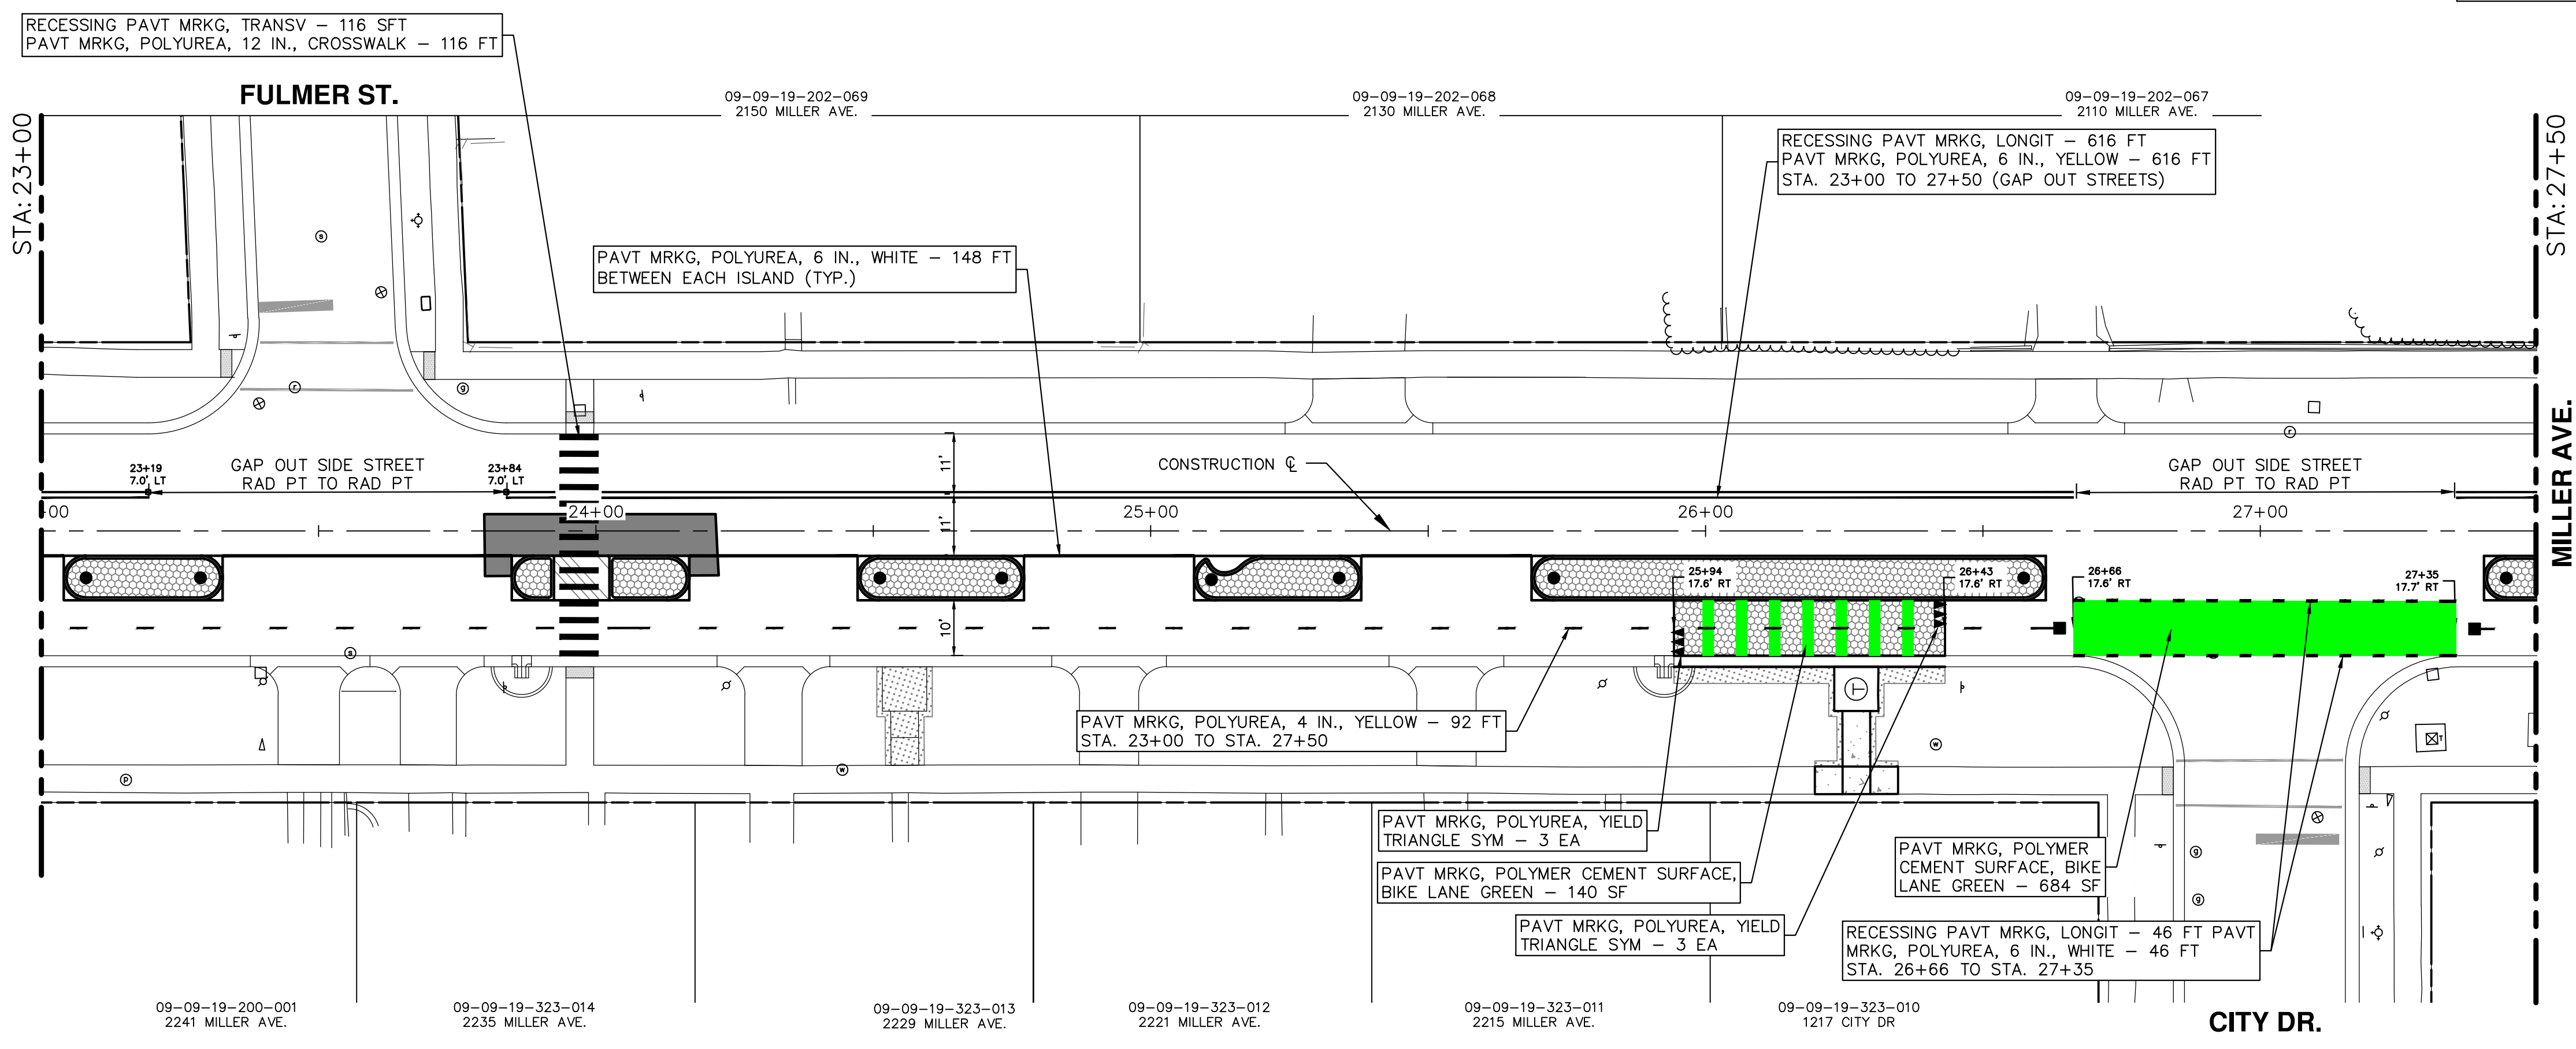 RECESSING PAVT MRKG, TRANSV – 116 SFT
PAVT MRKG, POLYUREA, 12 IN., CROSSWALK – 116 FT
FULMER ST.
STA: 23+00
09-09-19-202-069
2150 MILLER AVE.
09-09-19-202-068
2130 MILLER AVE.
09-09-19-202-067
2110 MILLER AVE.
STA: 27+50
RECESSING PAVT MRKG, LONGIT – 616 FT
PAVT MRKG, POLYUREA, 6 IN., YELLOW – 616 FT
STA. 23+00 TO 27+50 (GAP OUT STREETS)
PAVT MRKG, POLYUREA, 6 IN., WHITE – 148 FT
BETWEEN EACH ISLAND (TYP.)
S
r
g
r
23+19
7.0' LT
GAP OUT SIDE STREET
RAD PT TO RAD PT
23+84
7.0' LT
11'
CONSTRUCTION ℄
GAP OUT SIDE STREET
RAD PT TO RAD PT
MILLER AVE.
+00
24+00
11'
25+00
26+00
27+00
25+94
17.6' RT
26+43
17.6' RT
26+66
17.6' RT
27+35
17.7' RT
10'
S
T
PAVT MRKG, POLYUREA, 4 IN., YELLOW – 92 FT
STA. 23+00 TO STA. 27+50
W
T
P
W
PAVT MRKG, POLYUREA, YIELD
TRIANGLE SYM – 3 EA
PAVT MRKG, POLYMER CEMENT SURFACE,
BIKE LANE GREEN – 140 SF
PAVT MRKG, POLYUREA, YIELD
TRIANGLE SYM – 3 EA
PAVT MRKG, POLYMER
CEMENT SURFACE, BIKE
LANE GREEN – 684 SF
g
g
RECESSING PAVT MRKG, LONGIT – 46 FT PAVT
MRKG, POLYUREA, 6 IN., WHITE – 46 FT
STA. 26+66 TO STA. 27+35
09-09-19-200-001
2241 MILLER AVE.
09-09-19-323-014
2235 MILLER AVE.
09-09-19-323-013
2229 MILLER AVE.
09-09-19-323-012
2221 MILLER AVE.
09-09-19-323-011
2215 MILLER AVE.
09-09-19-323-010
1217 CITY DR
CITY DR.